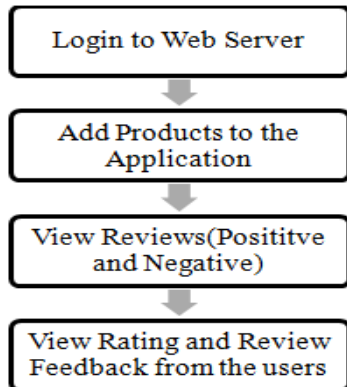 Login to Web Server
Add Products to the
Application
View Reviews(Posititve
and Negative)
View Rating and Review
Feedback from the users